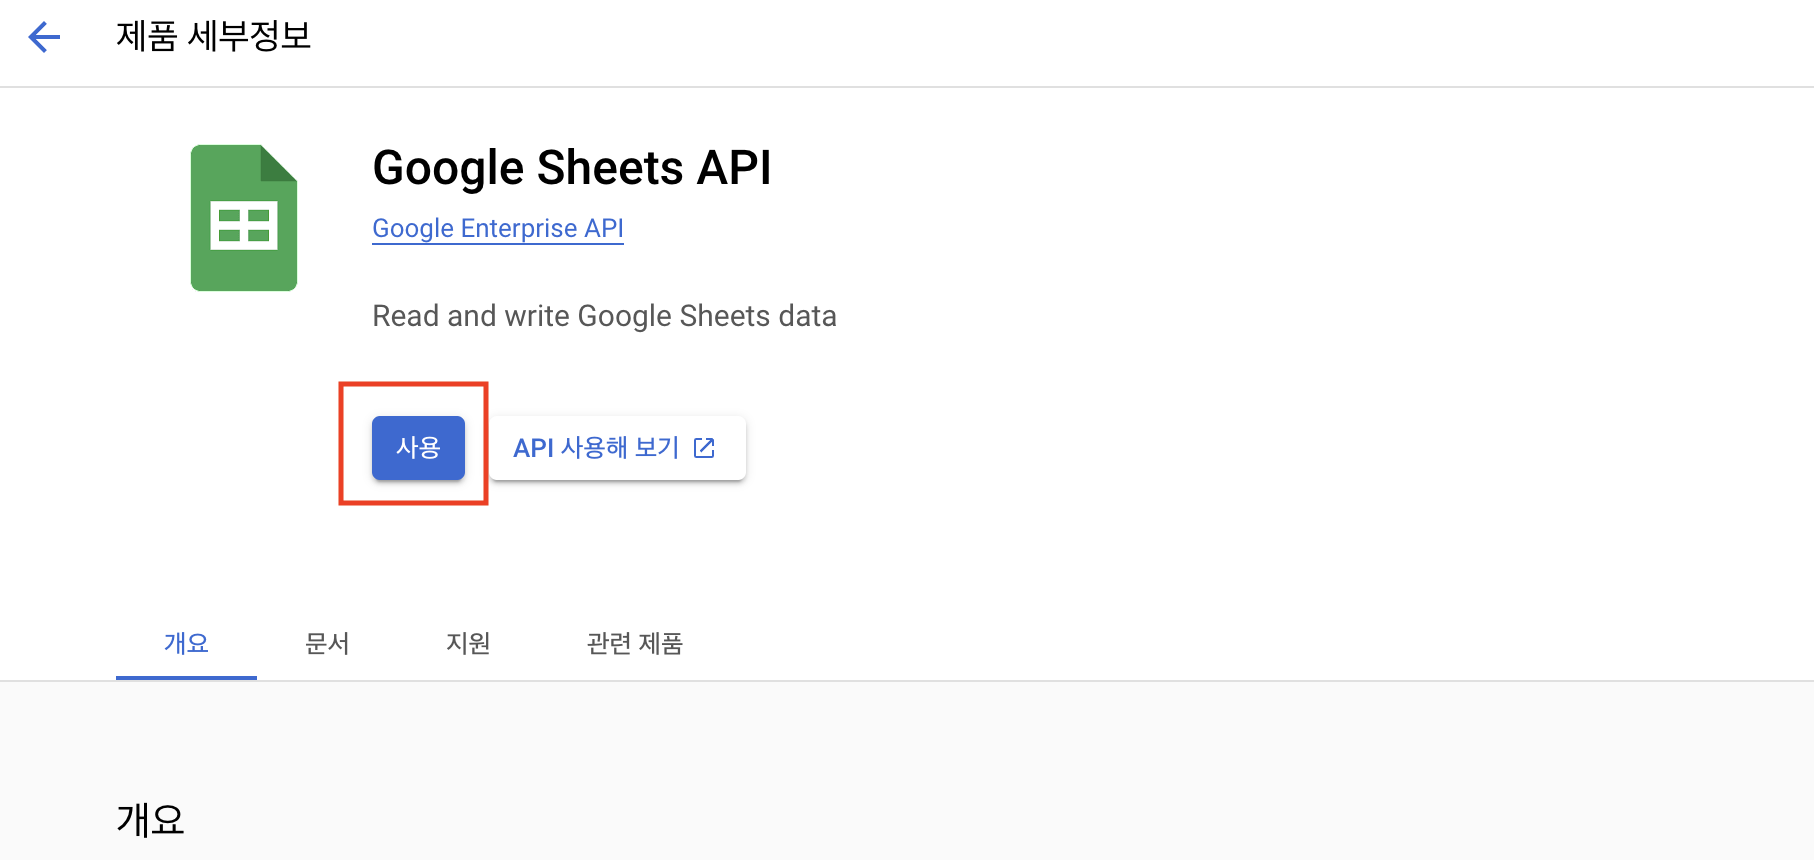 제품 세부정보
Google Sheets API
Google Enterprise API
Read and write Google Sheets data
사용
API 사용해 보기
개요 문서 지원 관련 제품
개요